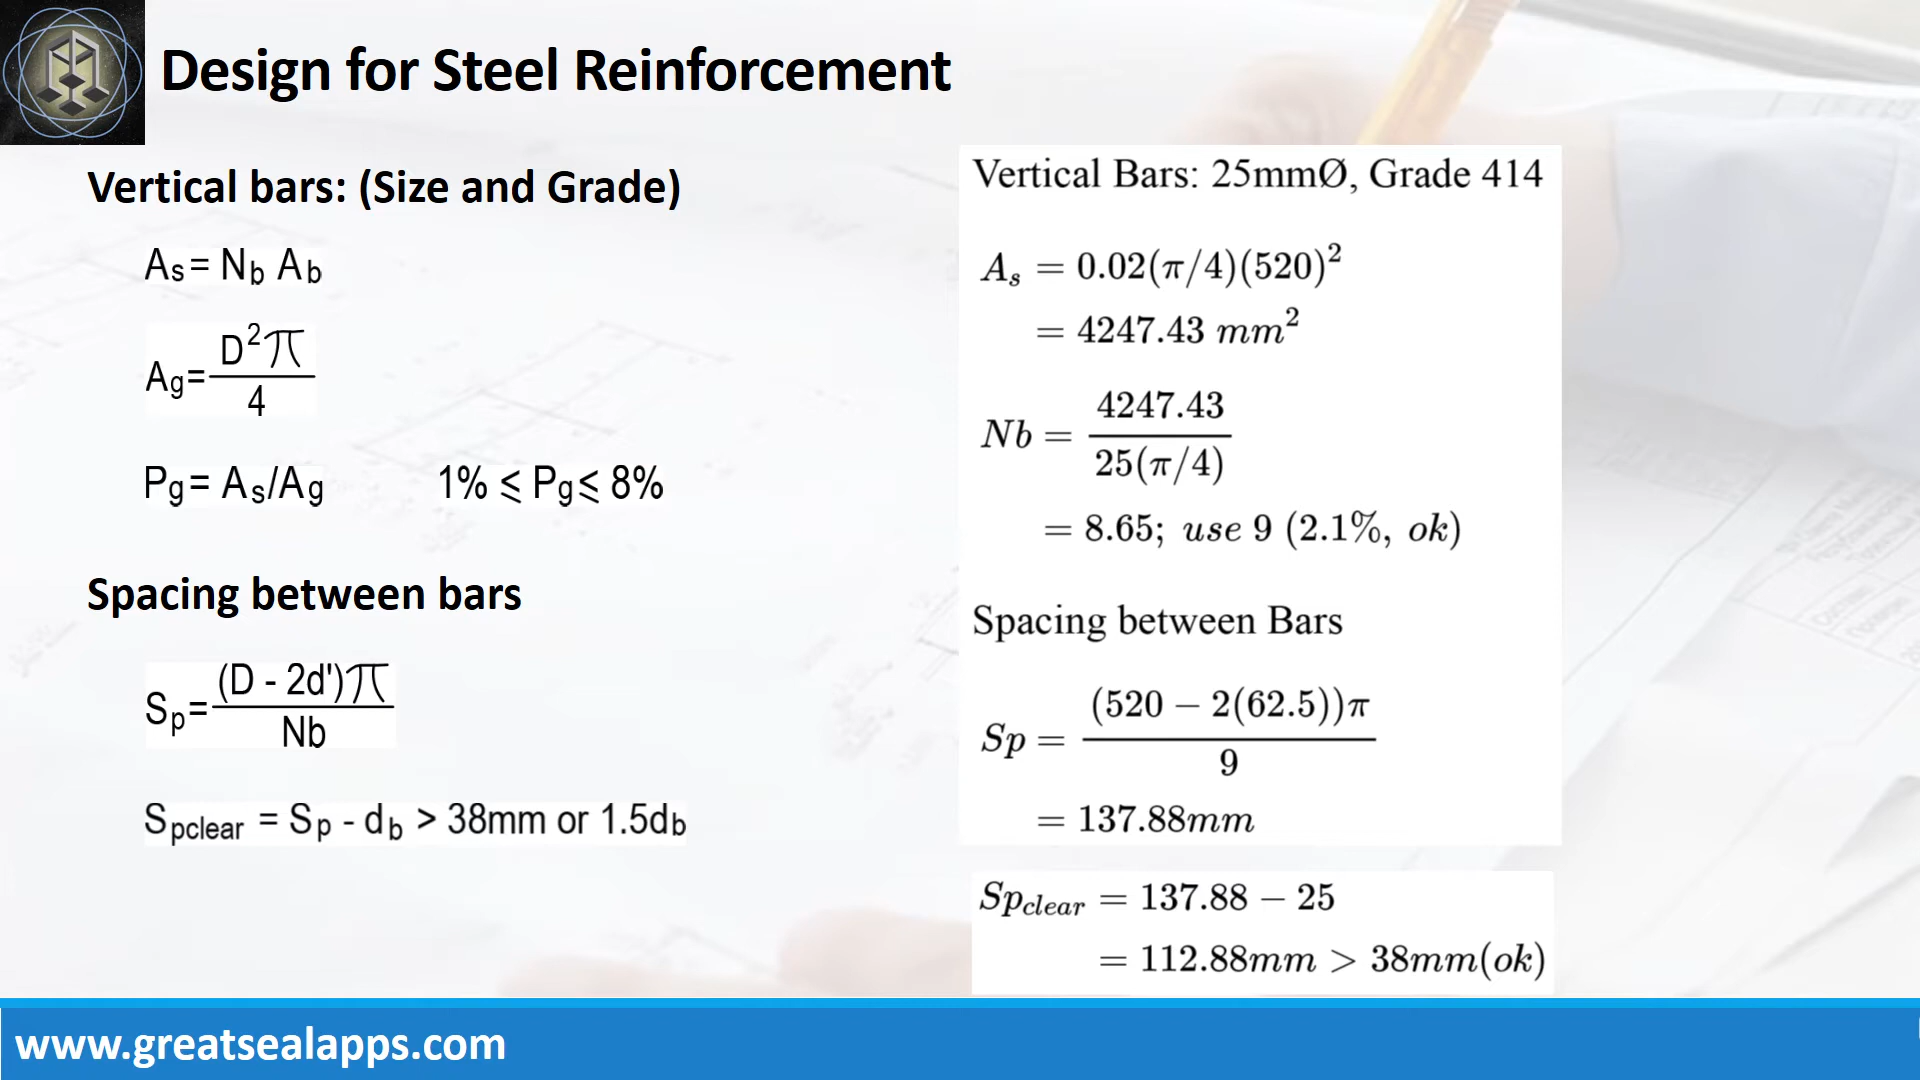 Design for Steel Reinforcement
Vertical bars: (Size and Grade)
As = Nb Ab
Ag = D²π / 4
Pg = As/Ag 1% ⩽ Pg ⩽ 8%
Spacing between bars
Sp = (D - 2d')π / Nb
Spclear = Sp - db > 38mm or 1.5db
Vertical Bars: 25mmØ, Grade 414
As = 0.02(π/4)(520)²
= 4247.43 mm²
Nb = 4247.43 / 25(π/4)
= 8.65; use 9 (2.1%, ok)
Spacing between Bars
Sp = (520 − 2(62.5))π / 9
= 137.88mm
Spclear = 137.88 − 25
= 112.88mm > 38mm(ok)
www.greatsealapps.com